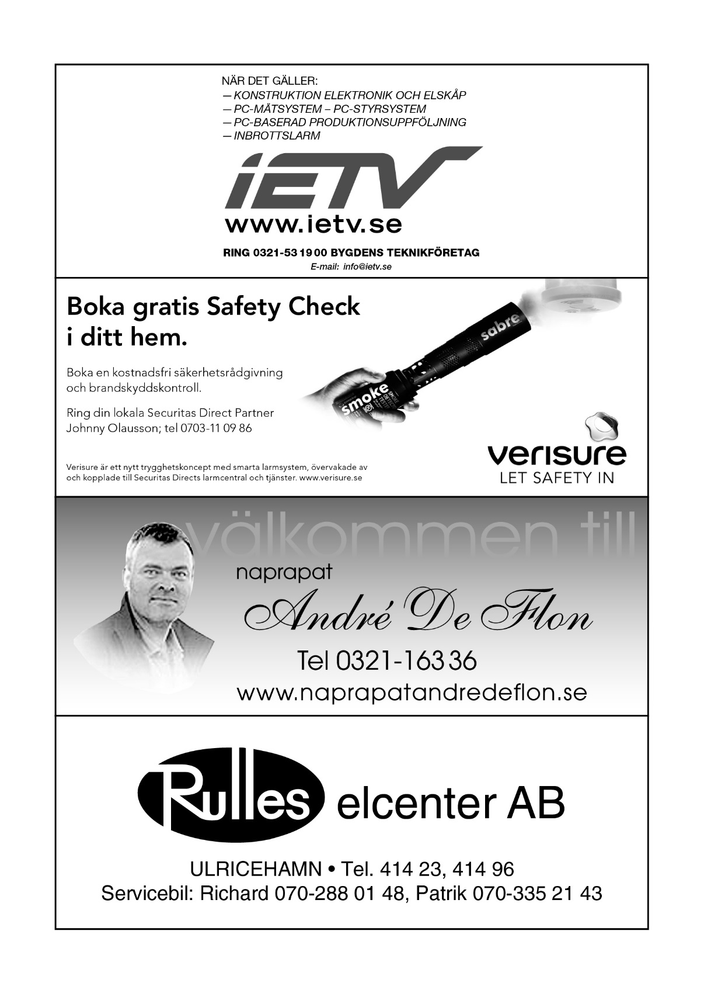 NÄR DET GÄLLER:
— KONSTRUKTION ELEKTRONIK OCH ELSKÅP
— PC-MÄTSYSTEM – PC-STYRSYSTEM
— PC-BASERAD PRODUKTIONSUPPFÖLJNING
— INBROTTSLARM
iETV
www.ietv.se
RING 0321-53 19 00 BYGDENS TEKNIKFÖRETAG
E-mail: info@ietv.se
Boka gratis Safety Check
i ditt hem.
Boka en kostnadsfri säkerhetsrådgivning
och brandskyddskontroll.
Ring din lokala Securitas Direct Partner
Johnny Olausson; tel 0703-11 09 86
Verisure är ett nytt trygghetskoncept med smarta larmsystem, övervakade av
och kopplade till Securitas Directs larmcentral och tjänster. www.verisure.se
smoke
SMOKE
DETECTOR
TESTER
sabre
verisure
LET SAFETY IN
välkommen till
naprapat
André De Flon
Tel 0321-163 36
www.naprapatandredeflon.se
Rulles elcenter AB
ULRICEHAMN • Tel. 414 23, 414 96
Servicebil: Richard 070-288 01 48, Patrik 070-335 21 43